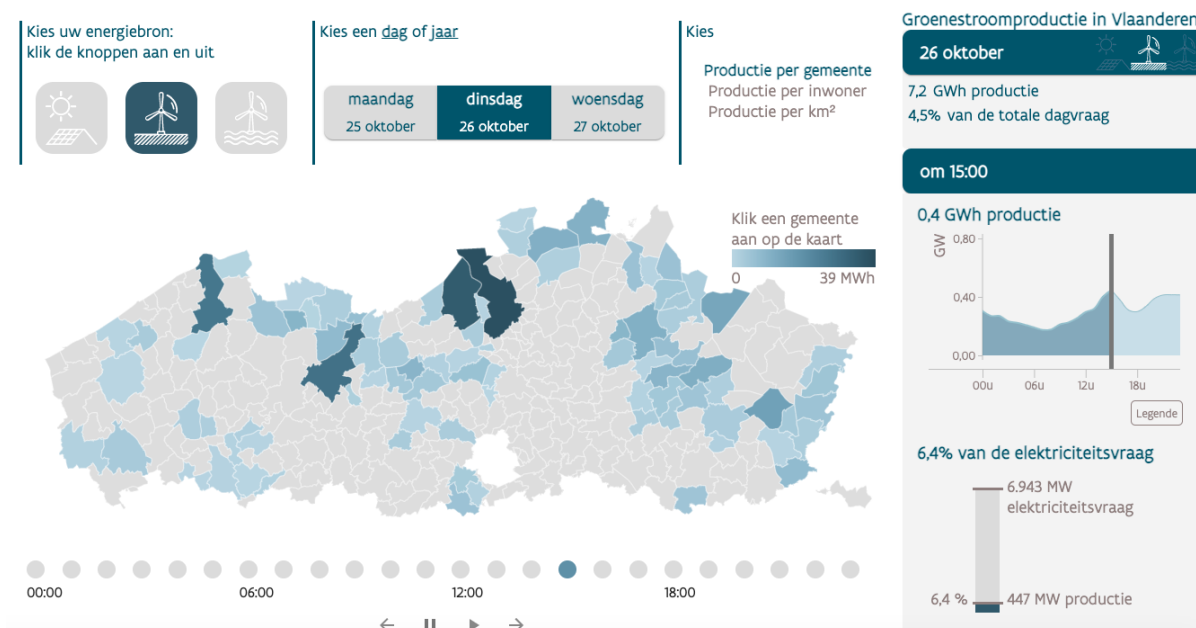 Kies uw energiebron:
klik de knoppen aan en uit
Kies een dag of jaar
maandag
25 oktober
dinsdag
26 oktober
woensdag
27 oktober
Kies
Productie per gemeente
Productie per inwoner
Productie per km²
Klik een gemeente
aan op de kaart
0
39 MWh
00:00
06:00
12:00
18:00
Groenestroomproductie in Vlaanderen
26 oktober
7,2 GWh productie
4,5% van de totale dagvraag
om 15:00
0,4 GWh productie
GW
0,80
0,40
0,00
00u
06u
12u
18u
Legende
6,4% van de elektriciteitsvraag
6.943 MW
elektriciteitsvraag
6,4 %
447 MW productie